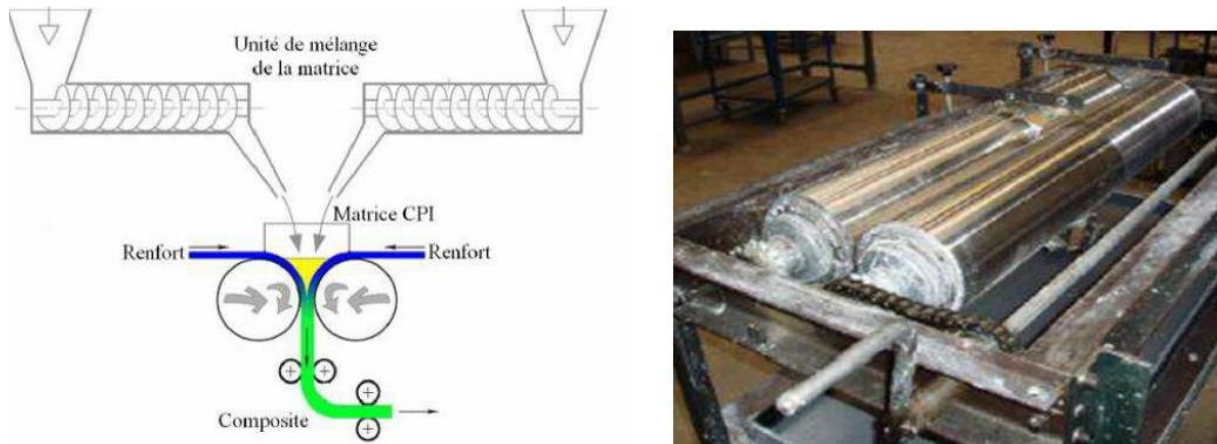 Unité de mélange
de la matrice
Matrice CPI
Renfort
Renfort
Composite